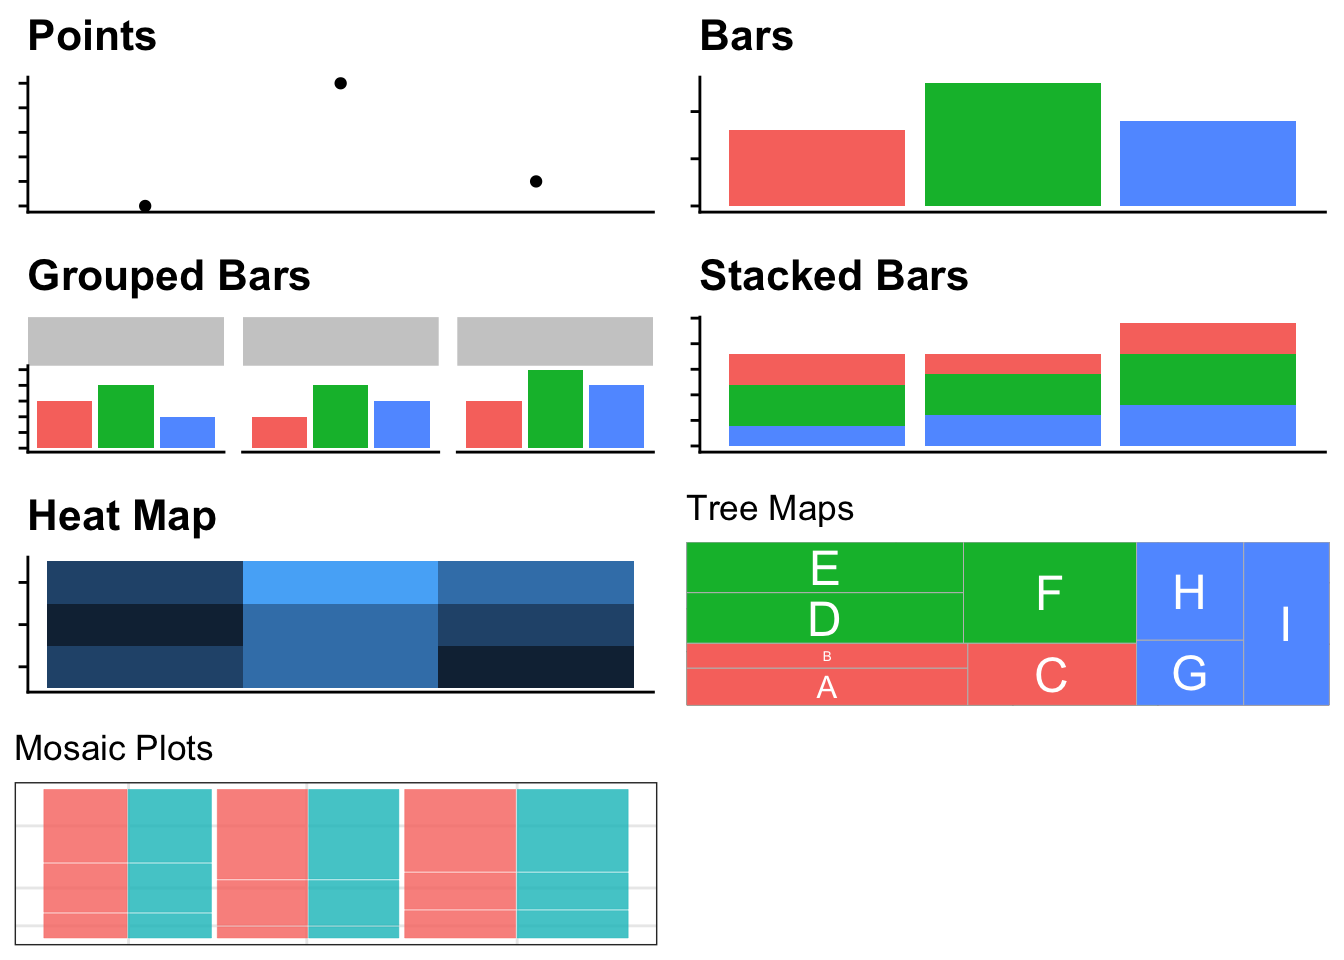 Points
Bars
Grouped Bars
Stacked Bars
Heat Map
Tree Maps
E
F
H
I
D
B
A
C
G
Mosaic Plots